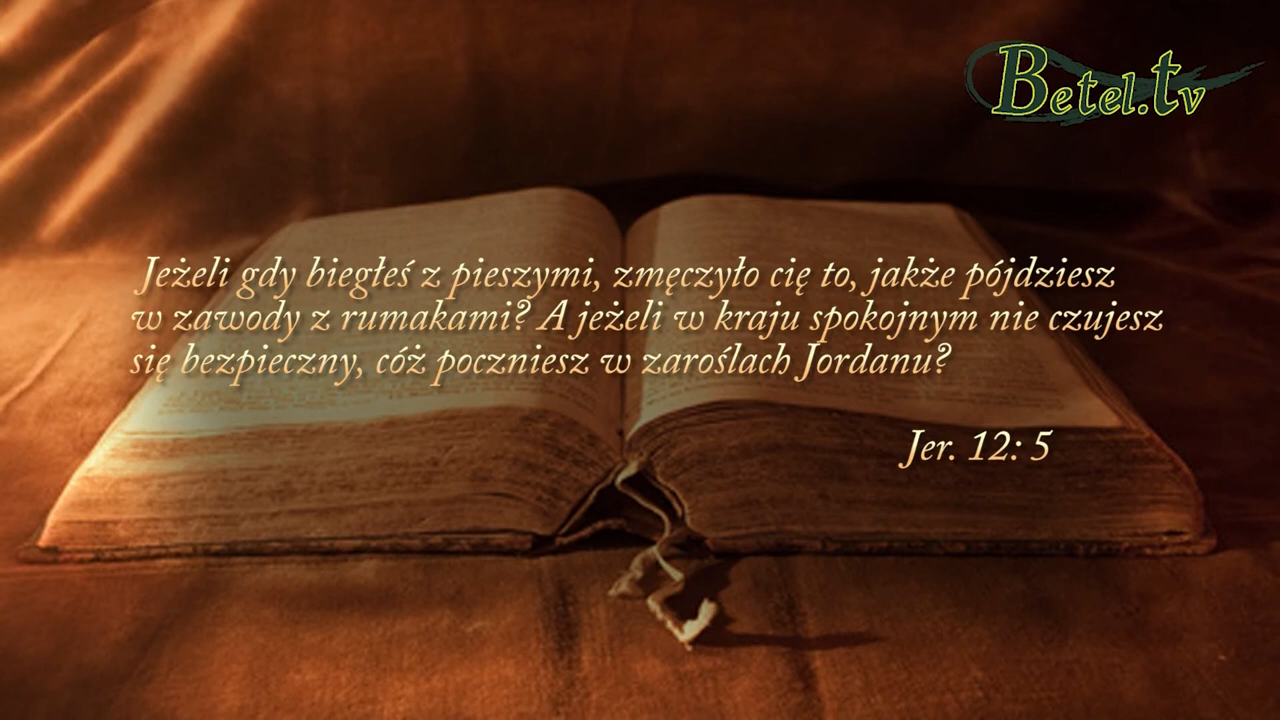 Betel.tv
Jeżeli gdy biegłeś z pieszymi, zmęczyło cię to, jakże pójdziesz
w zawody z rumakami? A jeżeli w kraju spokojnym nie czujesz
się bezpieczny, cóż poczniesz w zaroślach Jordanu?
Jer. 12: 5